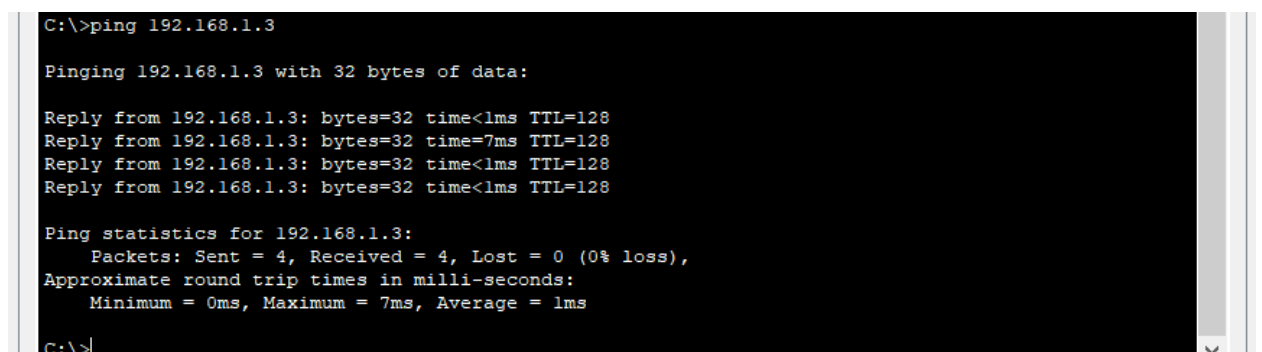 C:\>ping 192.168.1.3
Pinging 192.168.1.3 with 32 bytes of data:
Reply from 192.168.1.3: bytes=32 time<1ms TTL=128
Reply from 192.168.1.3: bytes=32 time=7ms TTL=128
Reply from 192.168.1.3: bytes=32 time<1ms TTL=128
Reply from 192.168.1.3: bytes=32 time<1ms TTL=128
Ping statistics for 192.168.1.3:
    Packets: Sent = 4, Received = 4, Lost = 0 (0% loss),
Approximate round trip times in milli-seconds:
    Minimum = 0ms, Maximum = 7ms, Average = 1ms
C:\>